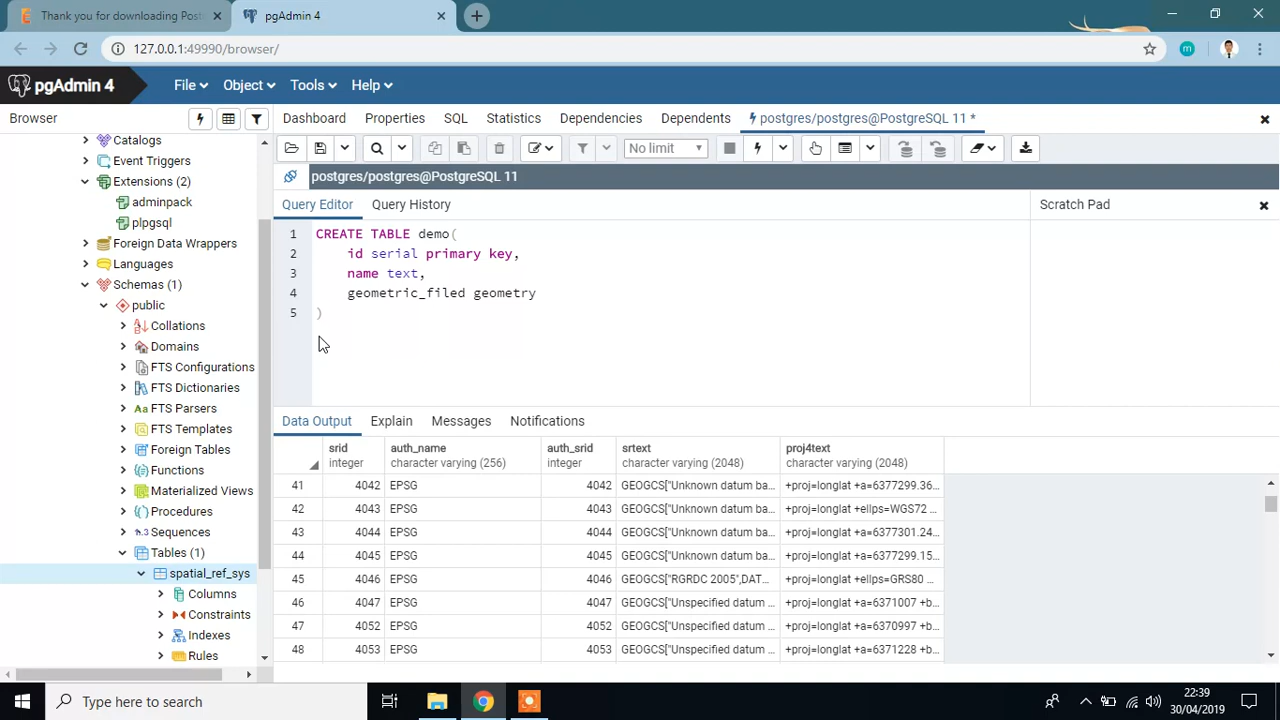 Thank you for downloading Post
pgAdmin 4
127.0.0.1:49990/browser/
m
pgAdmin 4
File
Object
Tools
Help
Browser
Dashboard
Properties
SQL
Statistics
Dependencies
Dependents
postgres/postgres@PostgreSQL 11 *
No limit
postgres/postgres@PostgreSQL 11
Catalogs
Event Triggers
Extensions (2)
adminpack
plpgsql
Foreign Data Wrappers
Languages
Schemas (1)
public
Collations
Domains
FTS Configurations
FTS Dictionaries
Aa FTS Parsers
FTS Templates
Foreign Tables
Functions
Materialized Views
Procedures
1..3 Sequences
Tables (1)
spatial_ref_sys
Columns
Constraints
Indexes
Rules
Query Editor
Query History
Scratch Pad
1 CREATE TABLE demo(
2 id serial primary key,
3 name text,
4 geometric_filed geometry
5 )
Data Output
Explain
Messages
Notifications
srid auth_name auth_srid srtext proj4text
integer character varying (256) integer character varying (2048) character varying (2048)
41 4042 EPSG 4042 GEOGCS["Unknown datum ba... +proj=longlat +a=6377299.36...
42 4043 EPSG 4043 GEOGCS["Unknown datum ba... +proj=longlat +ellps=WGS72 ...
43 4044 EPSG 4044 GEOGCS["Unknown datum ba... +proj=longlat +a=6377301.24...
44 4045 EPSG 4045 GEOGCS["Unknown datum ba... +proj=longlat +a=6377299.15...
45 4046 EPSG 4046 GEOGCS["RGRDC 2005",DAT... +proj=longlat +ellps=GRS80 ...
46 4047 EPSG 4047 GEOGCS["Unspecified datum ... +proj=longlat +a=6371007 +b...
47 4052 EPSG 4052 GEOGCS["Unspecified datum ... +proj=longlat +a=6370997 +b...
48 4053 EPSG 4053 GEOGCS["Unspecified datum ... +proj=longlat +a=6371228 +b...
Type here to search
22:39
30/04/2019